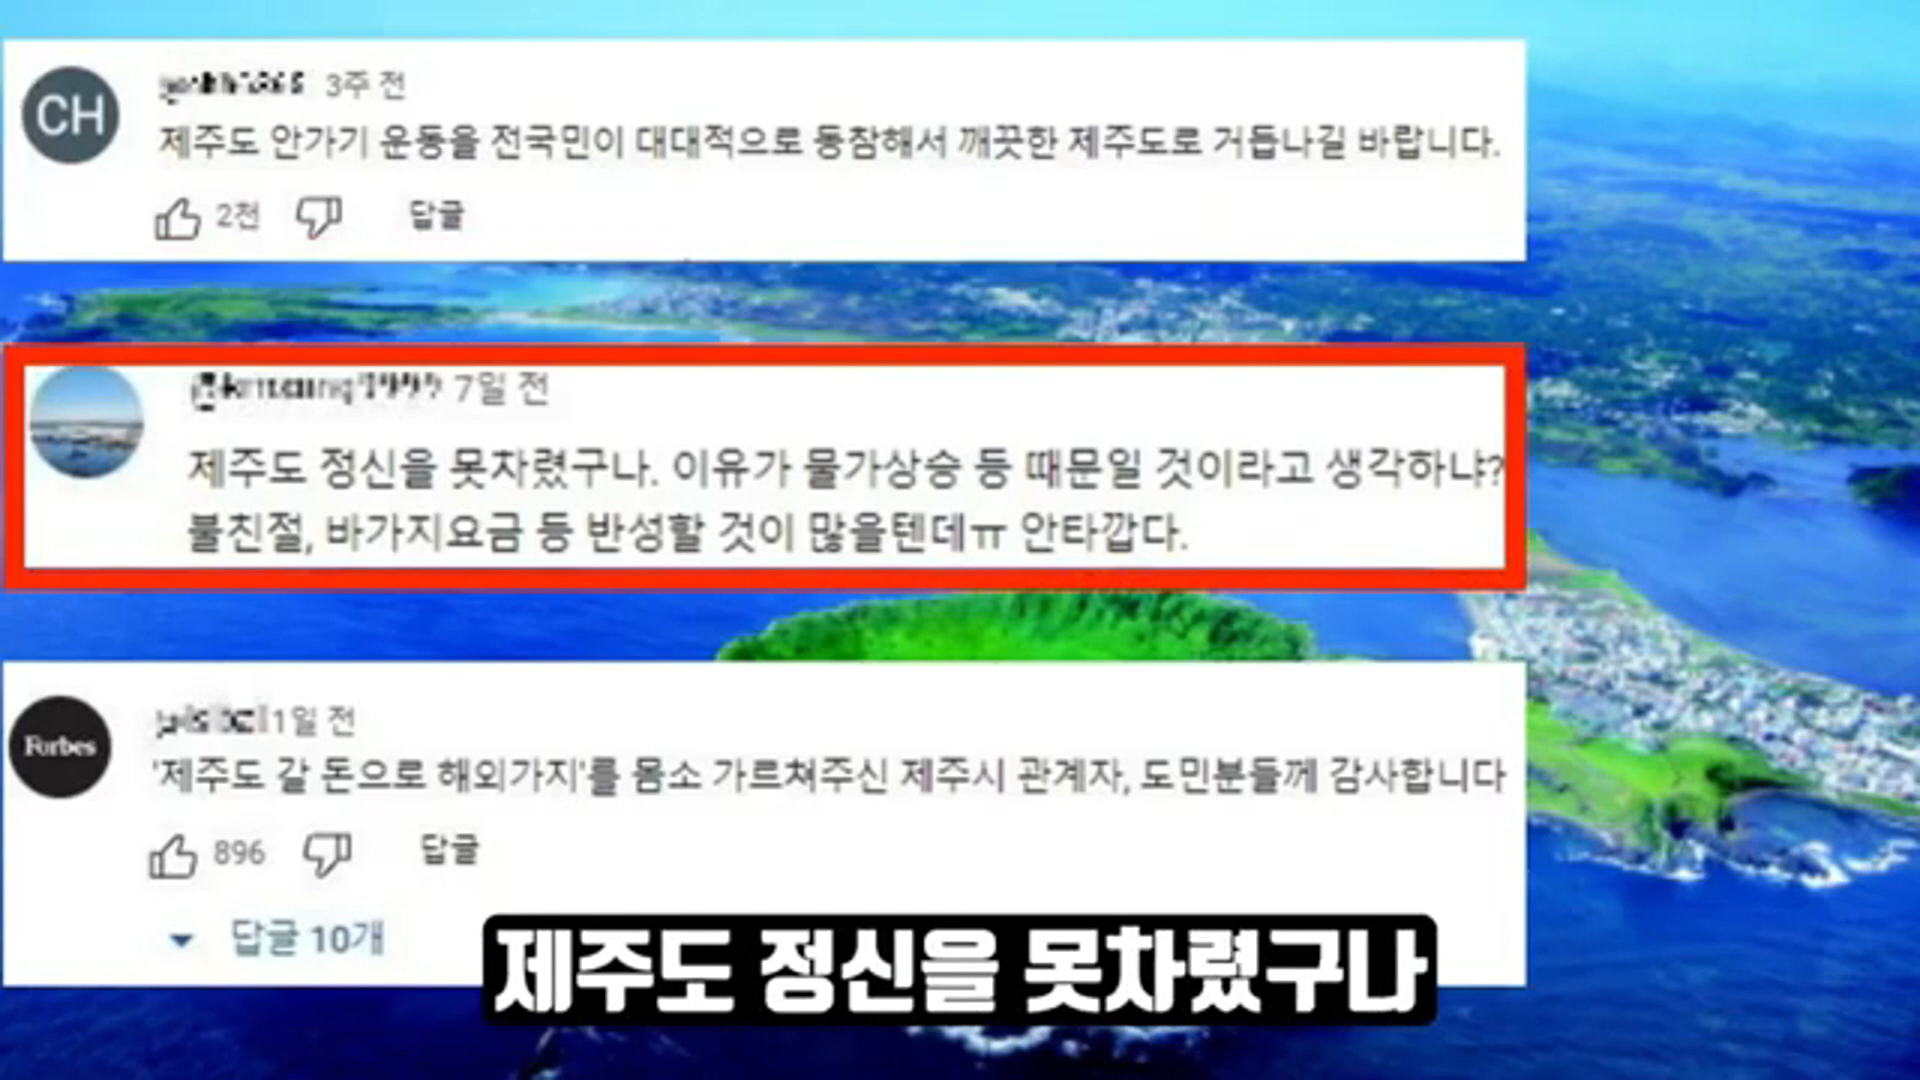 CH
3주 전
제주도 안가기 운동을 전국민이 대대적으로 동참해서 깨끗한 제주도로 거듭나길 바랍니다.
2천 답글
7일 전
제주도 정신을 못차렸구나. 이유가 물가상승 등 때문일 것이라고 생각하냐?
불친절, 바가지요금 등 반성할 것이 많을텐데ㅠ 안타깝다.
Forbes
1일 전
'제주도 갈 돈으로 해외가지'를 몸소 가르쳐주신 제주시 관계자, 도민분들께 감사합니다
896 답글
답글 10개
제주도 정신을 못차렸구나